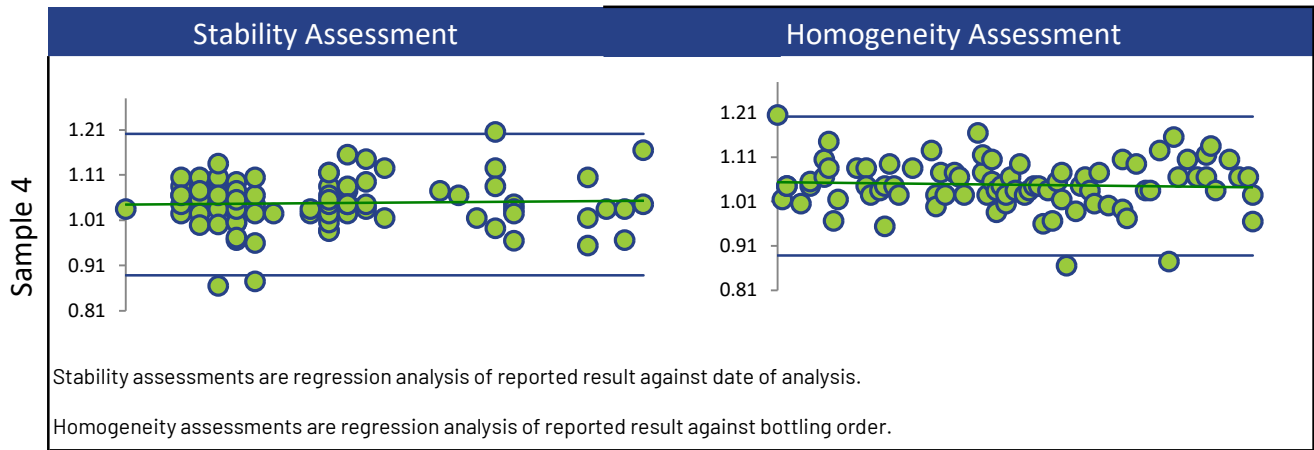 Stability Assessment
Homogeneity Assessment
Sample 4
1.21
1.11
1.01
0.91
0.81
1.21
1.11
1.01
0.91
0.81
Stability assessments are regression analysis of reported result against date of analysis.
Homogeneity assessments are regression analysis of reported result against bottling order.